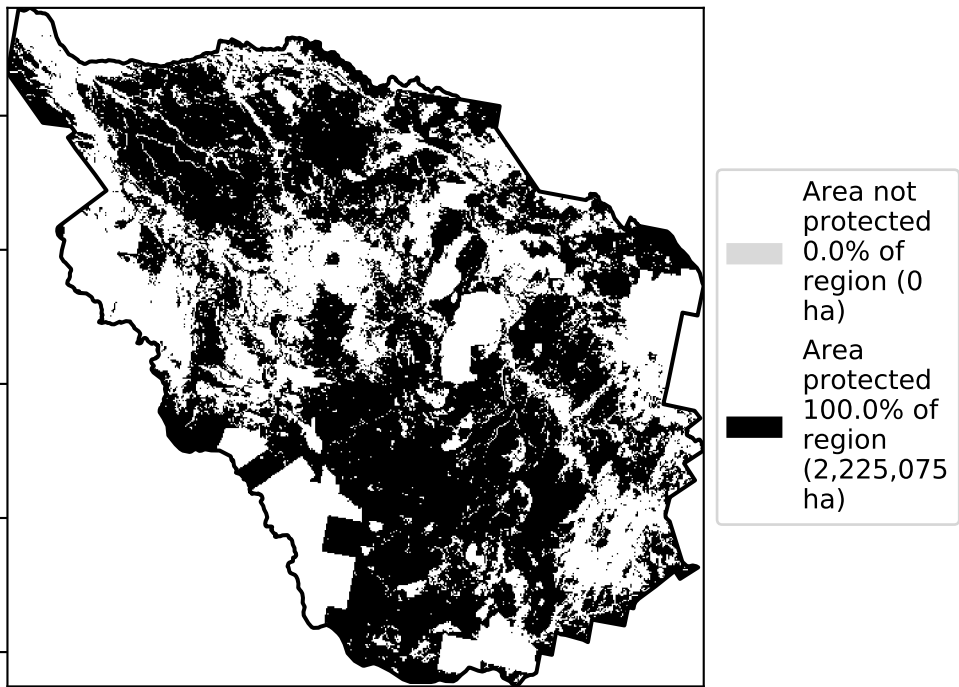 Area not
protected
0.0% of
region (0
ha)
Area
protected
100.0% of
region
(2,225,075
ha)